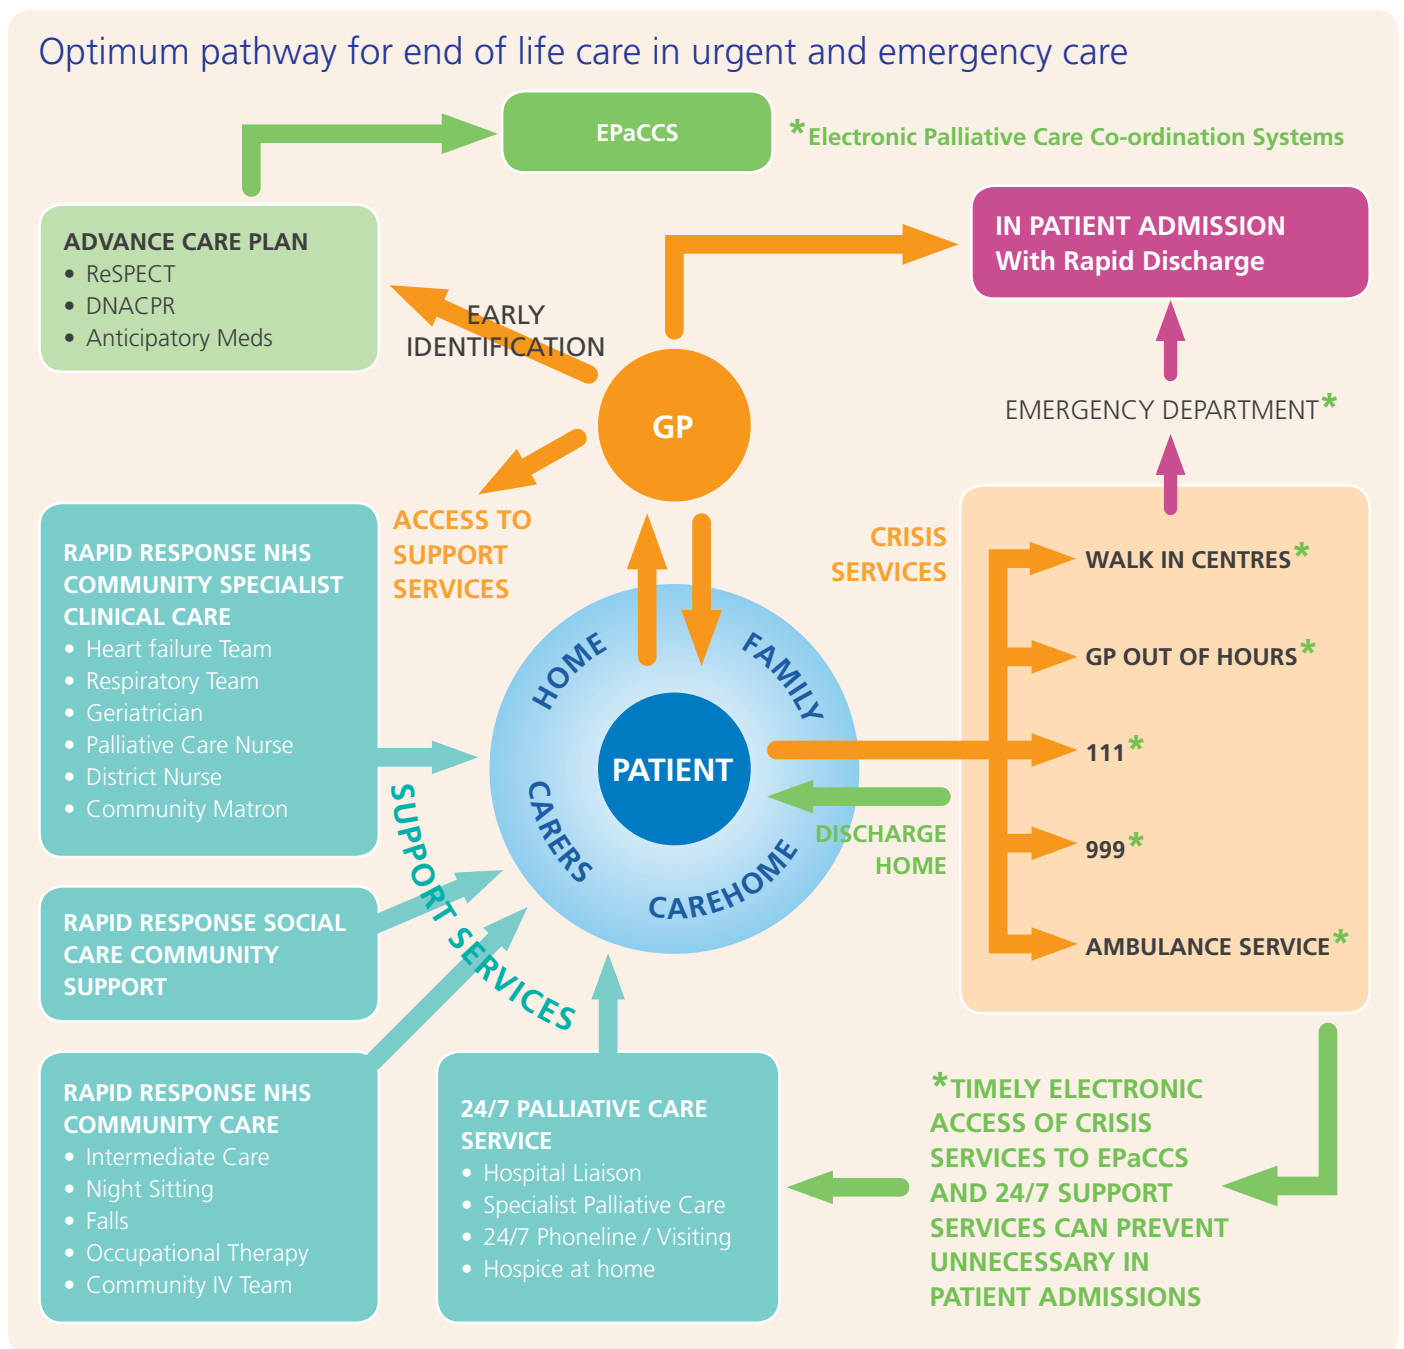 Optimum pathway for end of life care in urgent and emergency care
EPaCCS
*Electronic Palliative Care Co-ordination Systems
ADVANCE CARE PLAN
• ReSPECT
• DNACPR
• Anticipatory Meds
IN PATIENT ADMISSION
With Rapid Discharge
EARLY
IDENTIFICATION
GP
EMERGENCY DEPARTMENT*
ACCESS TO
SUPPORT
SERVICES
CRISIS
SERVICES
RAPID RESPONSE NHS
COMMUNITY SPECIALIST
CLINICAL CARE
• Heart failure Team
• Respiratory Team
• Geriatrician
• Palliative Care Nurse
• District Nurse
• Community Matron
HOME
FAMILY
PATIENT
CARERS
CAREHOME
WALK IN CENTRES*
GP OUT OF HOURS*
111*
999*
AMBULANCE SERVICE*
DISCHARGE
HOME
SUPPORT SERVICES
RAPID RESPONSE SOCIAL
CARE COMMUNITY
SUPPORT
RAPID RESPONSE NHS
COMMUNITY CARE
• Intermediate Care
• Night Sitting
• Falls
• Occupational Therapy
• Community IV Team
24/7 PALLIATIVE CARE
SERVICE
• Hospital Liaison
• Specialist Palliative Care
• 24/7 Phoneline / Visiting
• Hospice at home
*TIMELY ELECTRONIC
ACCESS OF CRISIS
SERVICES TO EPaCCS
AND 24/7 SUPPORT
SERVICES CAN PREVENT
UNNECESSARY IN
PATIENT ADMISSIONS